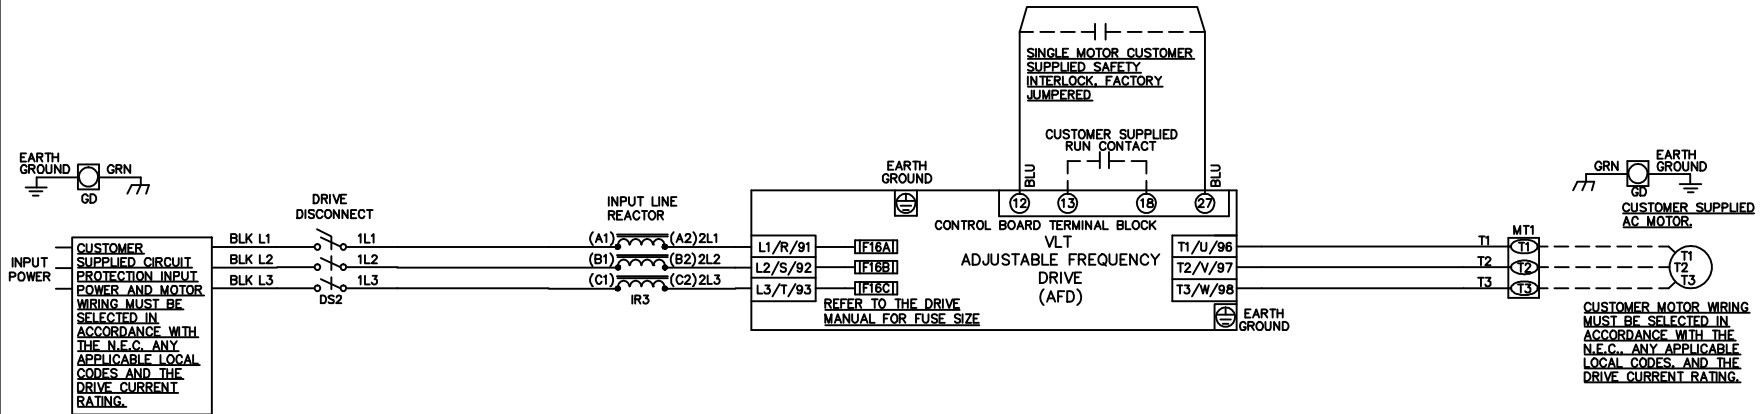 SINGLE MOTOR CUSTOMER
SUPPLIED SAFETY
INTERLOCK, FACTORY
JUMPERED
CUSTOMER SUPPLIED
RUN CONTACT
BLU
BLU
EARTH
GROUND
GRN
GD
EARTH
GROUND
12
13
18
27
CONTROL BOARD TERMINAL BLOCK
GRN
EARTH
GROUND
GD
CUSTOMER SUPPLIED
AC MOTOR.
DRIVE
DISCONNECT
INPUT LINE
REACTOR
INPUT
POWER
CUSTOMER
SUPPLIED CIRCUIT
PROTECTION INPUT
POWER AND MOTOR
WIRING MUST BE
SELECTED IN
ACCORDANCE WITH
THE N.E.C. ANY
APPLICABLE LOCAL
CODES AND THE
DRIVE CURRENT
RATING.
BLK L1
BLK L2
BLK L3
1L1
1L2
1L3
DS2
(A1)
(A2)
2L1
(B1)
(B2)
2L2
(C1)
(C2)
2L3
IR3
L1/R/91
L2/S/92
L3/T/93
F16A
F16B
F16C
REFER TO THE DRIVE
MANUAL FOR FUSE SIZE
VLT
ADJUSTABLE FREQUENCY
DRIVE
(AFD)
T1/U/96
T2/V/97
T3/W/98
EARTH
GROUND
T1
T2
T3
MT1
T1
T2
T3
T1
T2
T3
CUSTOMER MOTOR WIRING
MUST BE SELECTED IN
ACCORDANCE WITH THE
N.E.C., ANY APPLICABLE
LOCAL CODES, AND THE
DRIVE CURRENT RATING.